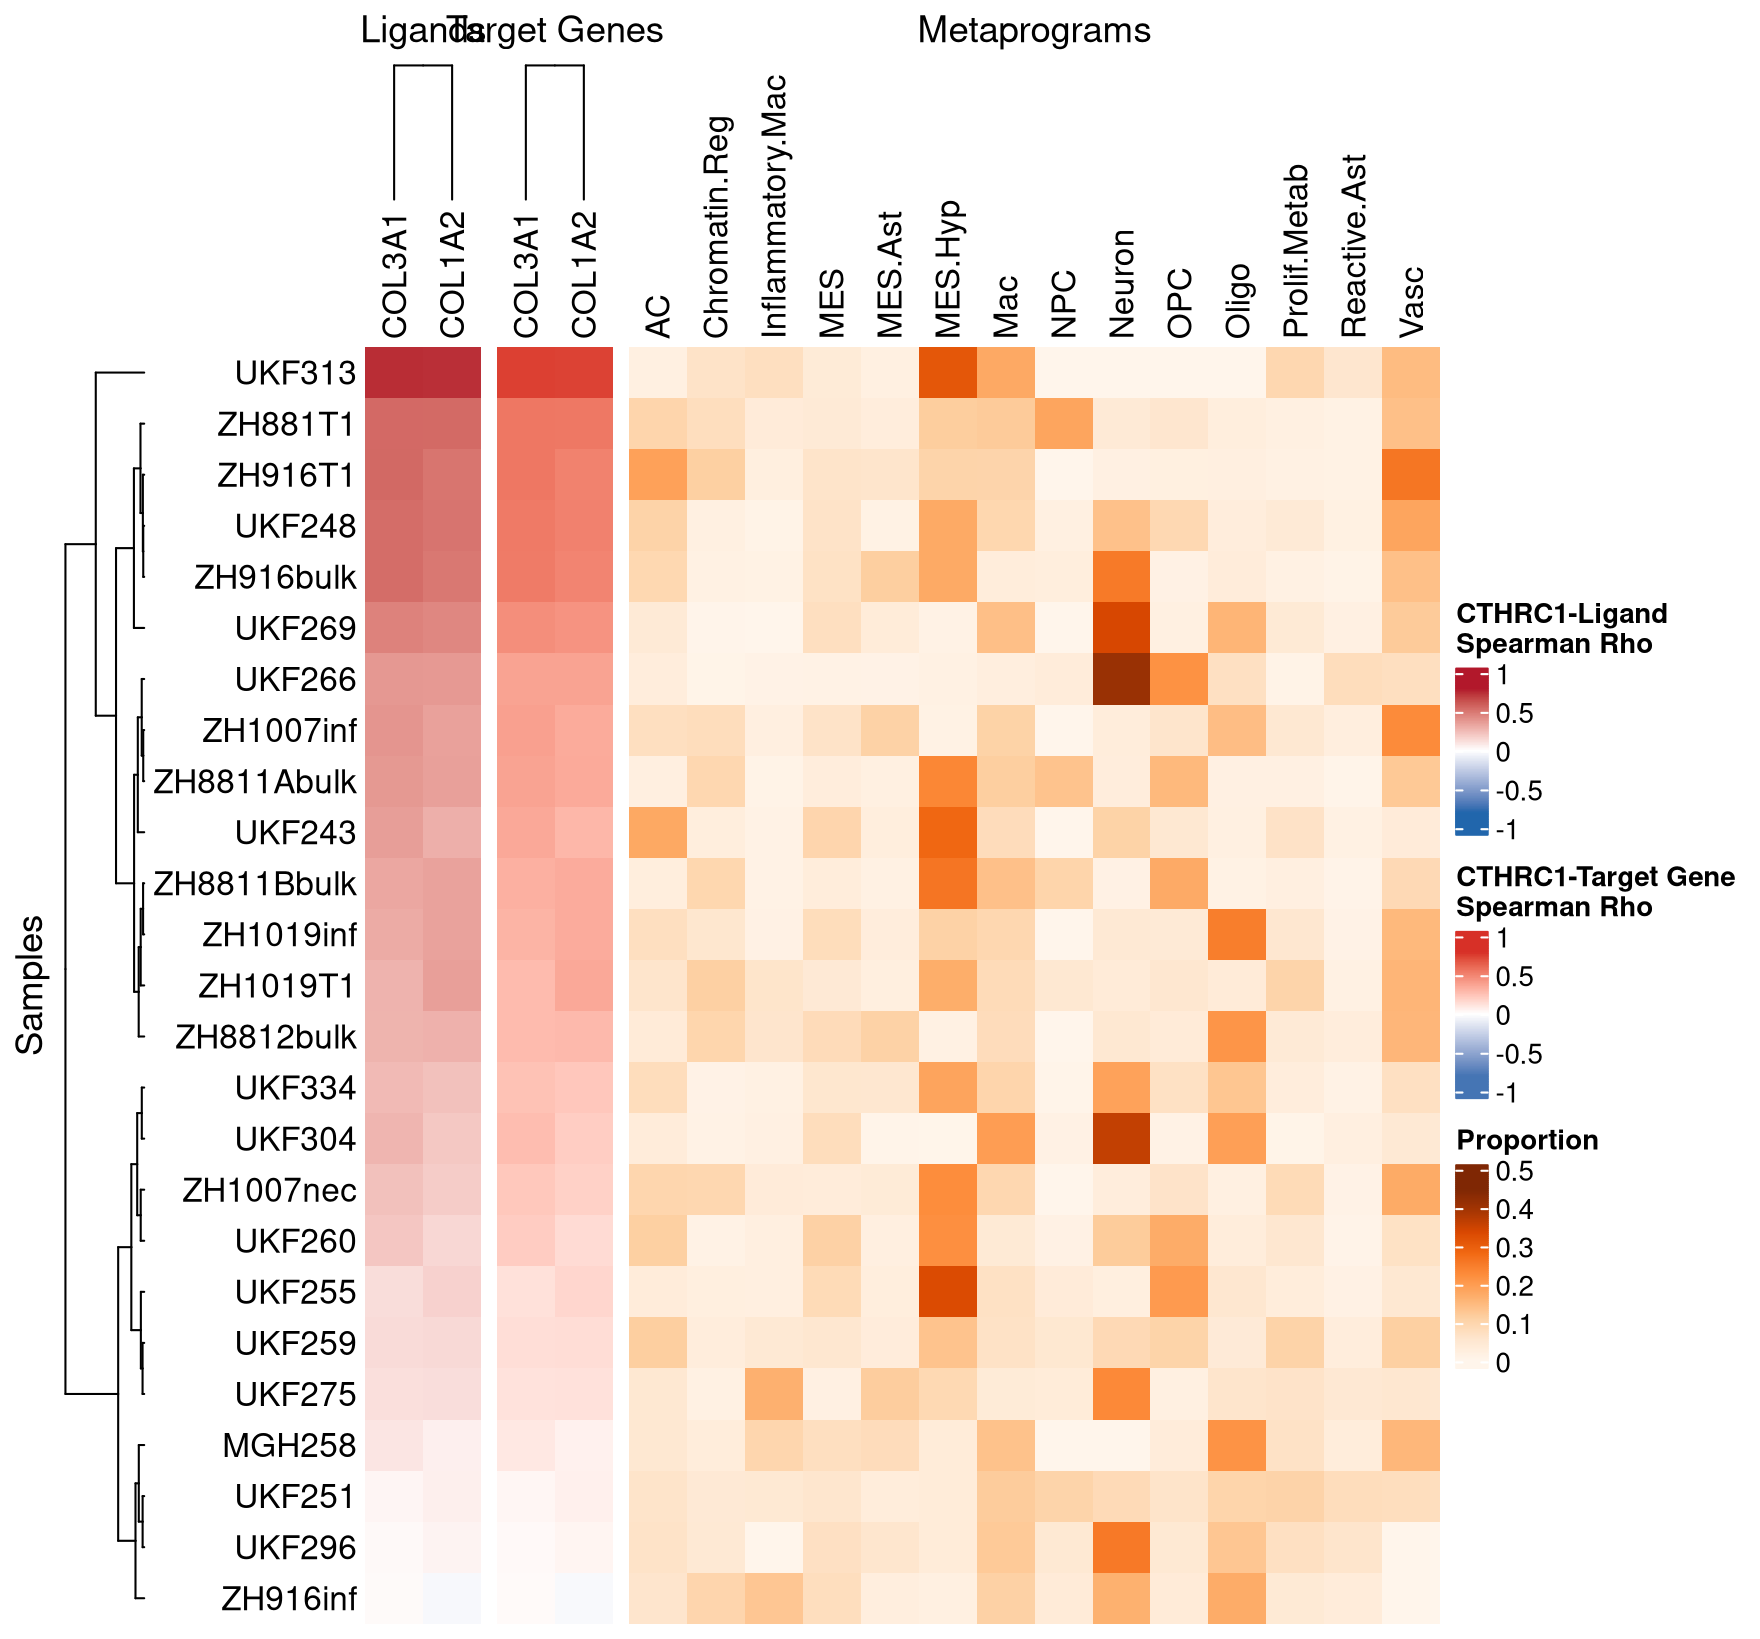 Ligands Target Genes Metaprograms
COL3A1 COL1A2 COL3A1 COL1A2 AC Chromatin.Reg Inflammatory.Mac MES MES.Ast MES.Hyp Mac NPC Neuron OPC Oligo Prolif.Metab Reactive.Ast Vasc
Samples
UKF313
ZH881T1
ZH916T1
UKF248
ZH916bulk
UKF269
UKF266
ZH1007inf
ZH8811Abulk
UKF243
ZH8811Bbulk
ZH1019inf
ZH1019T1
ZH8812bulk
UKF334
UKF304
ZH1007nec
UKF260
UKF255
UKF259
UKF275
MGH258
UKF251
UKF296
ZH916inf
CTHRC1-Ligand
Spearman Rho
1
0.5
0
-0.5
-1
CTHRC1-Target Gene
Spearman Rho
1
0.5
0
-0.5
-1
Proportion
0.5
0.4
0.3
0.2
0.1
0